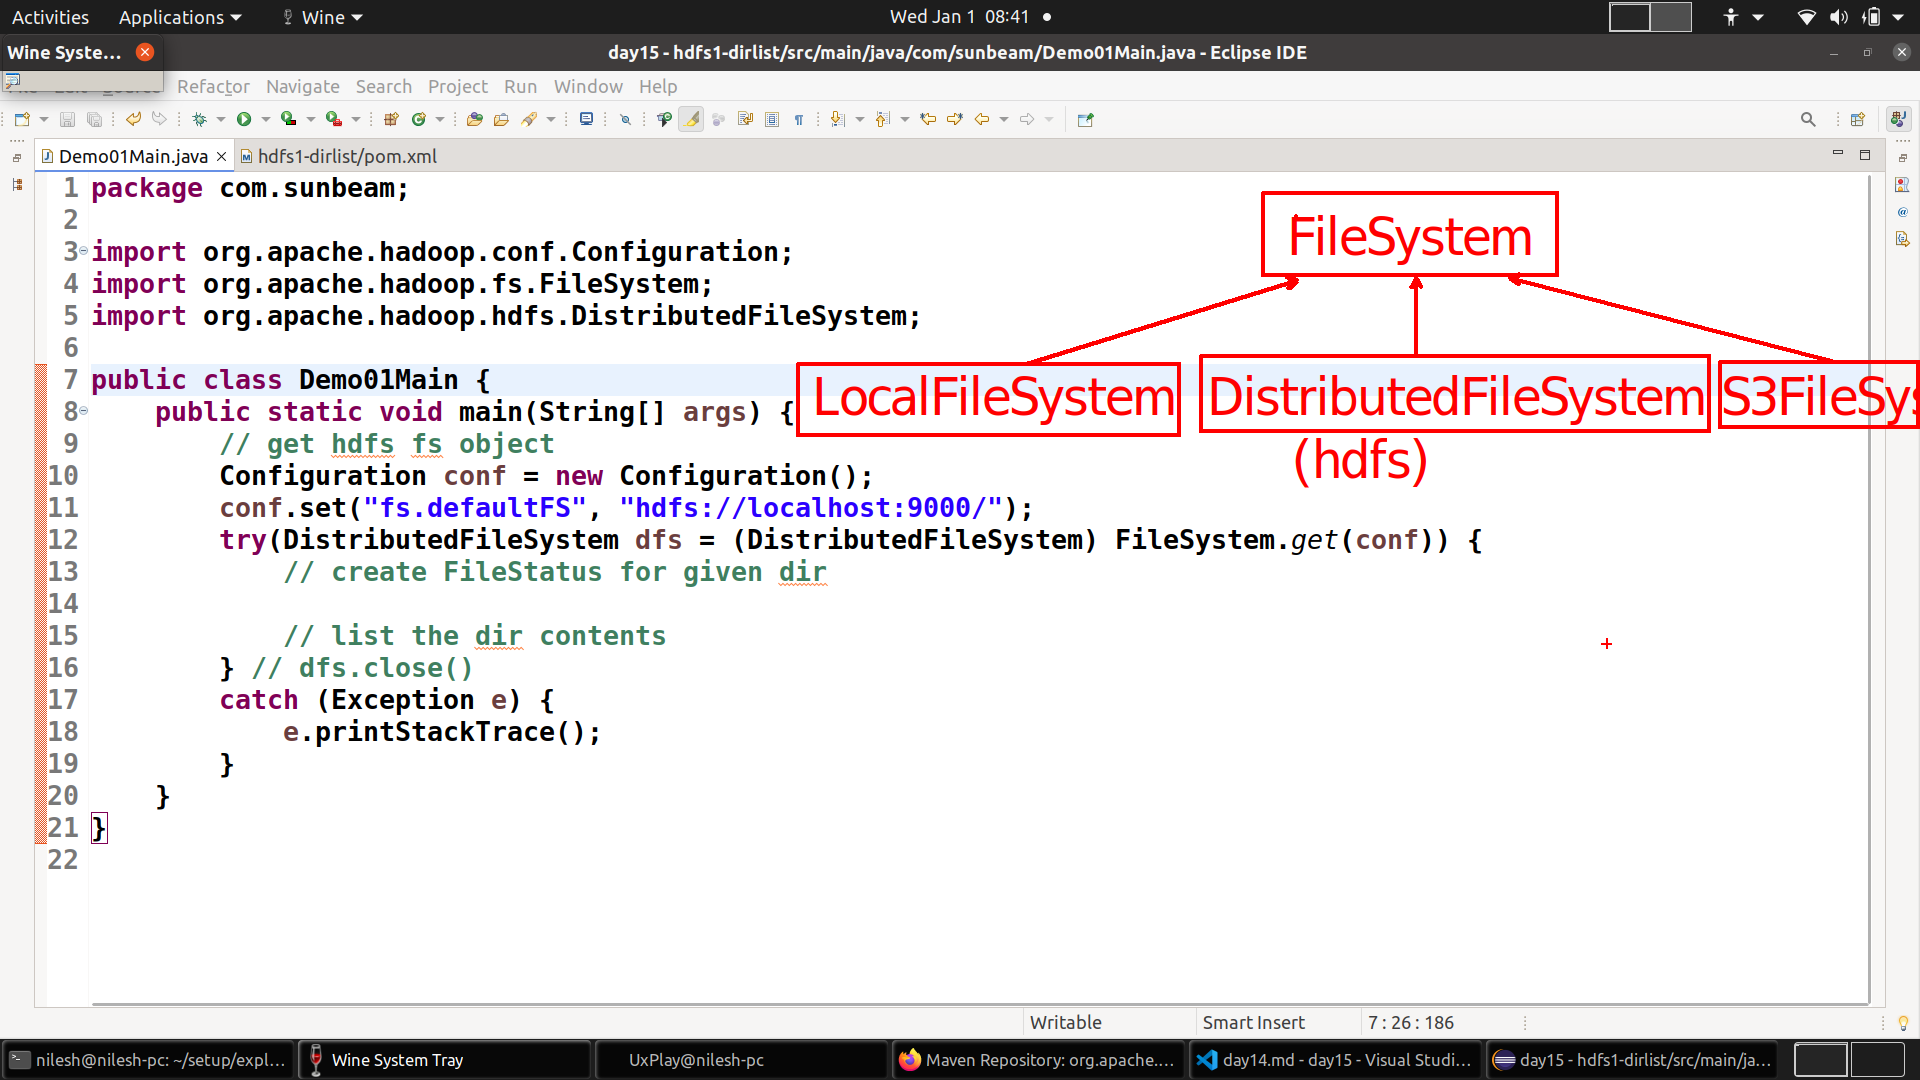 Activities Applications Wine Wed Jan 1 08:41
Wine Syste... day15 - hdfs1-dirlist/src/main/java/com/sunbeam/Demo01Main.java - Eclipse IDE
Refactor Navigate Search Project Run Window Help
Demo01Main.java hdfs1-dirlist/pom.xml
1 package com.sunbeam;
2
3 import org.apache.hadoop.conf.Configuration;
4 import org.apache.hadoop.fs.FileSystem;
5 import org.apache.hadoop.hdfs.DistributedFileSystem;
6
7 public class Demo01Main {
8 public static void main(String[] args) {
9 // get hdfs fs object
10 Configuration conf = new Configuration();
11 conf.set("fs.defaultFS", "hdfs://localhost:9000/");
12 try(DistributedFileSystem dfs = (DistributedFileSystem) FileSystem.get(conf)) {
13 // create FileStatus for given dir
14
15 // list the dir contents
16 } // dfs.close()
17 catch (Exception e) {
18 e.printStackTrace();
19 }
20 }
21 }
22
FileSystem
LocalFileSystem DistributedFileSystem S3FileSys
(hdfs)
Writable Smart Insert 7 : 26 : 186
nilesh@nilesh-pc: ~/setup/expl... Wine System Tray UxPlay@nilesh-pc Maven Repository: org.apache.... day14.md - day15 - Visual Studi... day15 - hdfs1-dirlist/src/main/ja...